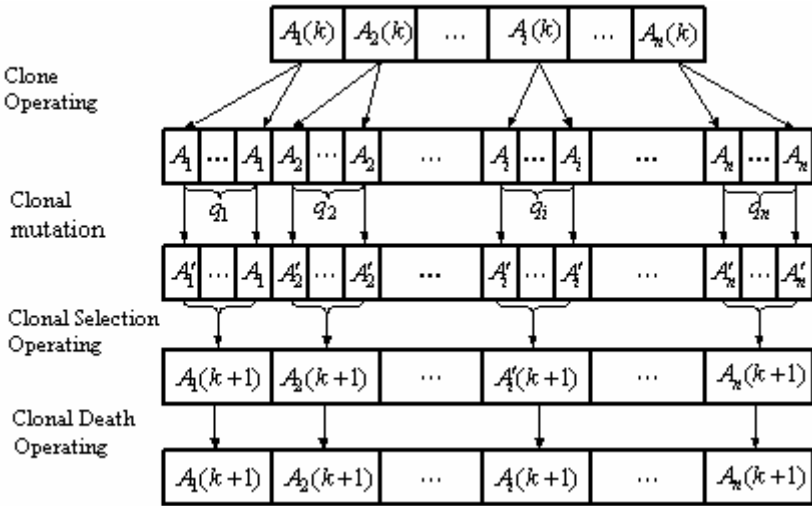 A₁(k) A₂(k) ... Aᵢ(k) ... Aₙ(k)
Clone
Operating
A₁ ... A₁ A₂ ... A₂ ... Aᵢ ... Aᵢ ... Aₙ ... Aₙ
q₁ q₂ qᵢ qₙ
Clonal
mutation
A₁′ ... A₁ A₂′ ... A₂′ ... Aᵢ′ ... Aᵢ′ ... Aₙ′ ... Aₙ′
Clonal Selection
Operating
A₁(k+1) A₂(k+1) ... Aᵢ′(k+1) ... Aₙ(k+1)
Clonal Death
Operating
A₁(k+1) A₂(k+1) ... Aᵢ(k+1) ... Aₙ(k+1)